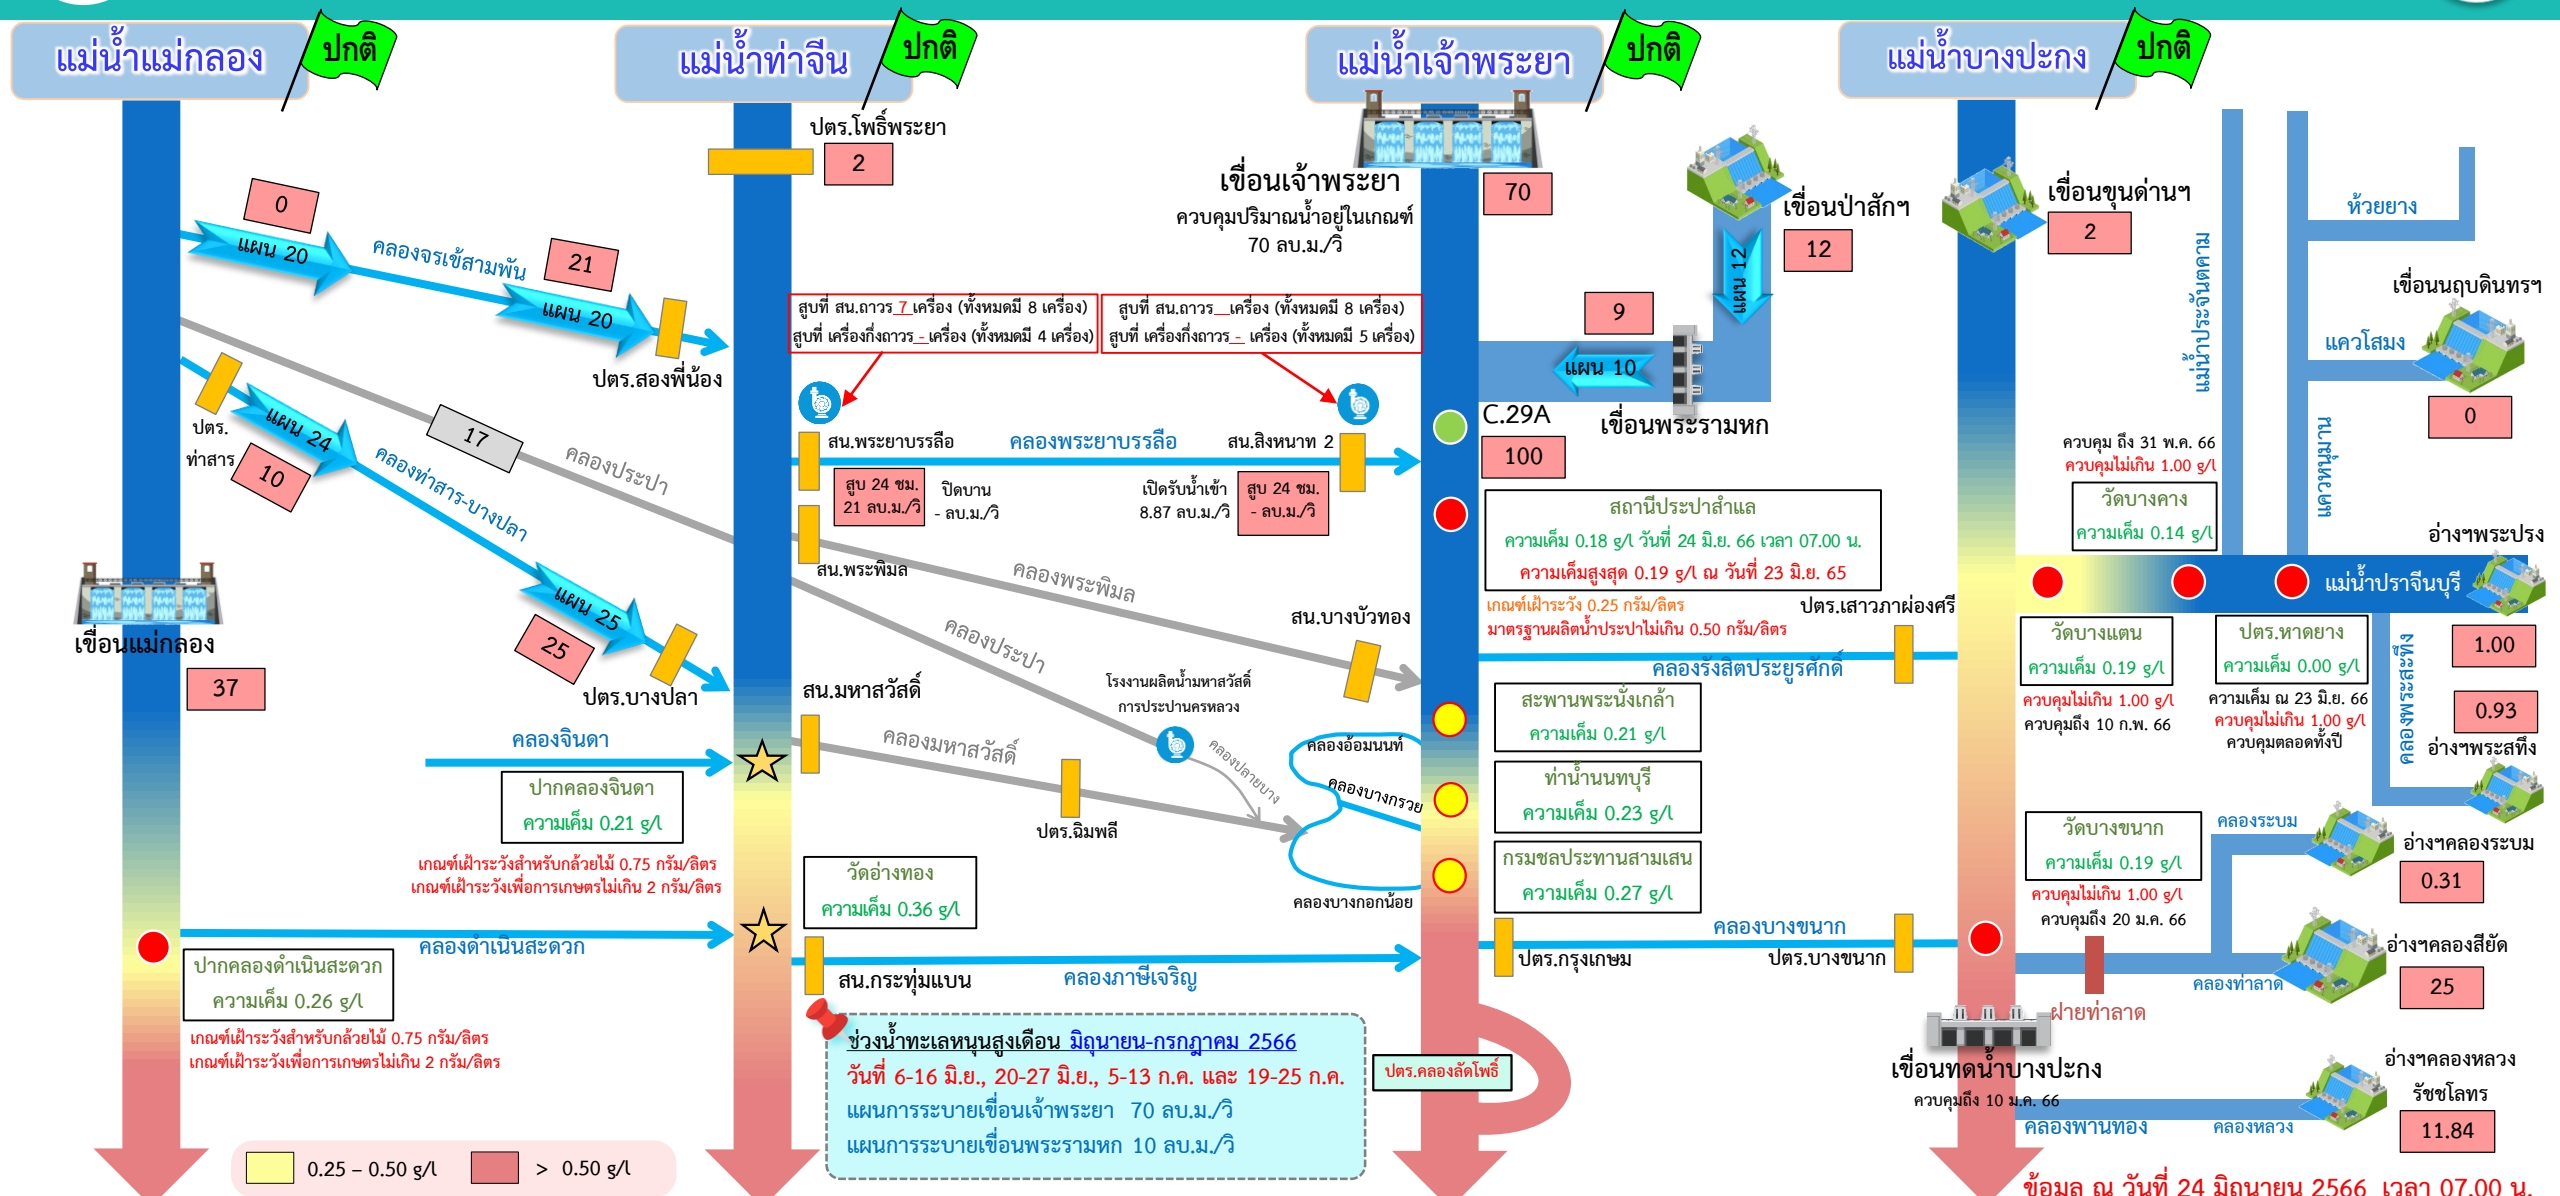 แม่น้ำแม่กลอง
ปกติ
แม่น้ำท่าจีน
ปกติ
แม่น้ำเจ้าพระยา
ปกติ
แม่น้ำบางปะกง
ปกติ
0
แผน 20
คลองจรเข้สามพัน
21
แผน 20
ปตร.สองพี่น้อง
ปตร.
ท่าสาร
แผน 24
10
17
คลองท่าสาร-บางปลา
คลองประปา
แผน 25
25
ปตร.บางปลา
เขื่อนแม่กลอง
37
คลองจินดา
ปากคลองจินดา
ความเค็ม 0.21 g/l
เกณฑ์เฝ้าระวังสำหรับกล้วยไม้ 0.75 กรัม/ลิตร
เกณฑ์เฝ้าระวังเพื่อการเกษตรไม่เกิน 2 กรัม/ลิตร
คลองดำเนินสะดวก
ปากคลองดำเนินสะดวก
ความเค็ม 0.26 g/l
เกณฑ์เฝ้าระวังสำหรับกล้วยไม้ 0.75 กรัม/ลิตร
เกณฑ์เฝ้าระวังเพื่อการเกษตรไม่เกิน 2 กรัม/ลิตร
0.25 – 0.50 g/l
> 0.50 g/l
ปตร.โพธิ์พระยา
2
สูบที่ สน.ถาวร 7 เครื่อง (ทั้งหมดมี 8 เครื่อง)
สูบที่ เครื่องกึ่งถาวร - เครื่อง (ทั้งหมดมี 4 เครื่อง)
สูบที่ สน.ถาวร__เครื่อง (ทั้งหมดมี 8 เครื่อง)
สูบที่ เครื่องกึ่งถาวร - เครื่อง (ทั้งหมดมี 5 เครื่อง)
สน.พระยาบรรลือ
คลองพระยาบรรลือ
สน.สิงหนาท 2
สูบ 24 ชม.
21 ลบ.ม./วิ
ปิดบาน
- ลบ.ม./วิ
เปิดรับน้ำเข้า
8.87 ลบ.ม./วิ
สูบ 24 ชม.
- ลบ.ม./วิ
สน.พระพิมล
คลองพระพิมล
สน.บางบัวทอง
คลองประปา
โรงงานผลิตน้ำมหาสวัสดิ์
การประปานครหลวง
สน.มหาสวัสดิ์
คลองมหาสวัสดิ์
ปตร.ฉิมพลี
คลองปลายบาง
คลองอ้อมนนท์
คลองบางกรวย
คลองบางกอกน้อย
วัดอ่างทอง
ความเค็ม 0.36 g/l
สน.กระทุ่มแบน
คลองภาษีเจริญ
ช่วงน้ำทะเลหนุนสูงเดือน มิถุนายน-กรกฎาคม 2566
วันที่ 6-16 มิ.ย., 20-27 มิ.ย., 5-13 ก.ค. และ 19-25 ก.ค.
แผนการระบายเขื่อนเจ้าพระยา 70 ลบ.ม./วิ
แผนการระบายเขื่อนพระรามหก 10 ลบ.ม./วิ
เขื่อนเจ้าพระยา
ควบคุมปริมาณน้ำอยู่ในเกณฑ์
70 ลบ.ม./วิ
70
เขื่อนป่าสักฯ
12
แผน 12
9
แผน 10
เขื่อนพระรามหก
C.29A
100
สถานีประปาสำแล
ความเค็ม 0.18 g/l วันที่ 24 มิ.ย. 66 เวลา 07.00 น.
ความเค็มสูงสุด 0.19 g/l ณ วันที่ 23 มิ.ย. 65
เกณฑ์เฝ้าระวัง 0.25 กรัม/ลิตร
มาตรฐานผลิตน้ำประปาไม่เกิน 0.50 กรัม/ลิตร
ปตร.เสาวภาผ่องศรี
คลองรังสิตประยูรศักดิ์
สะพานพระนั่งเกล้า
ความเค็ม 0.21 g/l
ท่าน้ำนนทบุรี
ความเค็ม 0.23 g/l
กรมชลประทานสามเสน
ความเค็ม 0.27 g/l
ปตร.กรุงเกษม
คลองบางขนาก
ปตร.บางขนาก
ปตร.คลองลัดโพธิ์
เขื่อนขุนด่านฯ
2
แม่น้ำประจันตคาม
ห้วยยาง
เขื่อนนฤบดินทรฯ
แควโสมง
0
แควหนุมาน
ควบคุม ถึง 31 พ.ค. 66
ควบคุมไม่เกิน 1.00 g/l
วัดบางคาง
ความเค็ม 0.14 g/l
อ่างฯพระปรง
แม่น้ำปราจีนบุรี
1.00
วัดบางแตน
ความเค็ม 0.19 g/l
ควบคุมไม่เกิน 1.00 g/l
ควบคุมถึง 10 ก.พ. 66
ปตร.หาดยาง
ความเค็ม 0.00 g/l
ความเค็ม ณ 23 มิ.ย. 66
ควบคุมไม่เกิน 1.00 g/l
ควบคุมตลอดทั้งปี
คลองพระสะทึง
0.93
อ่างฯพระสทึง
วัดบางขนาก
ความเค็ม 0.19 g/l
ควบคุมไม่เกิน 1.00 g/l
ควบคุมถึง 20 ม.ค. 66
คลองระบม
อ่างฯคลองระบม
0.31
อ่างฯคลองสียัด
25
คลองท่าลาด
ฝายท่าลาด
เขื่อนทดน้ำบางปะกง
ควบคุมถึง 10 ม.ค. 66
คลองพานทอง
คลองหลวง
อ่างฯคลองหลวง
รัชชโลทร
11.84
ข้อมูล ณ วันที่ 24 มิถุนายน 2566 เวลา 07.00 น.